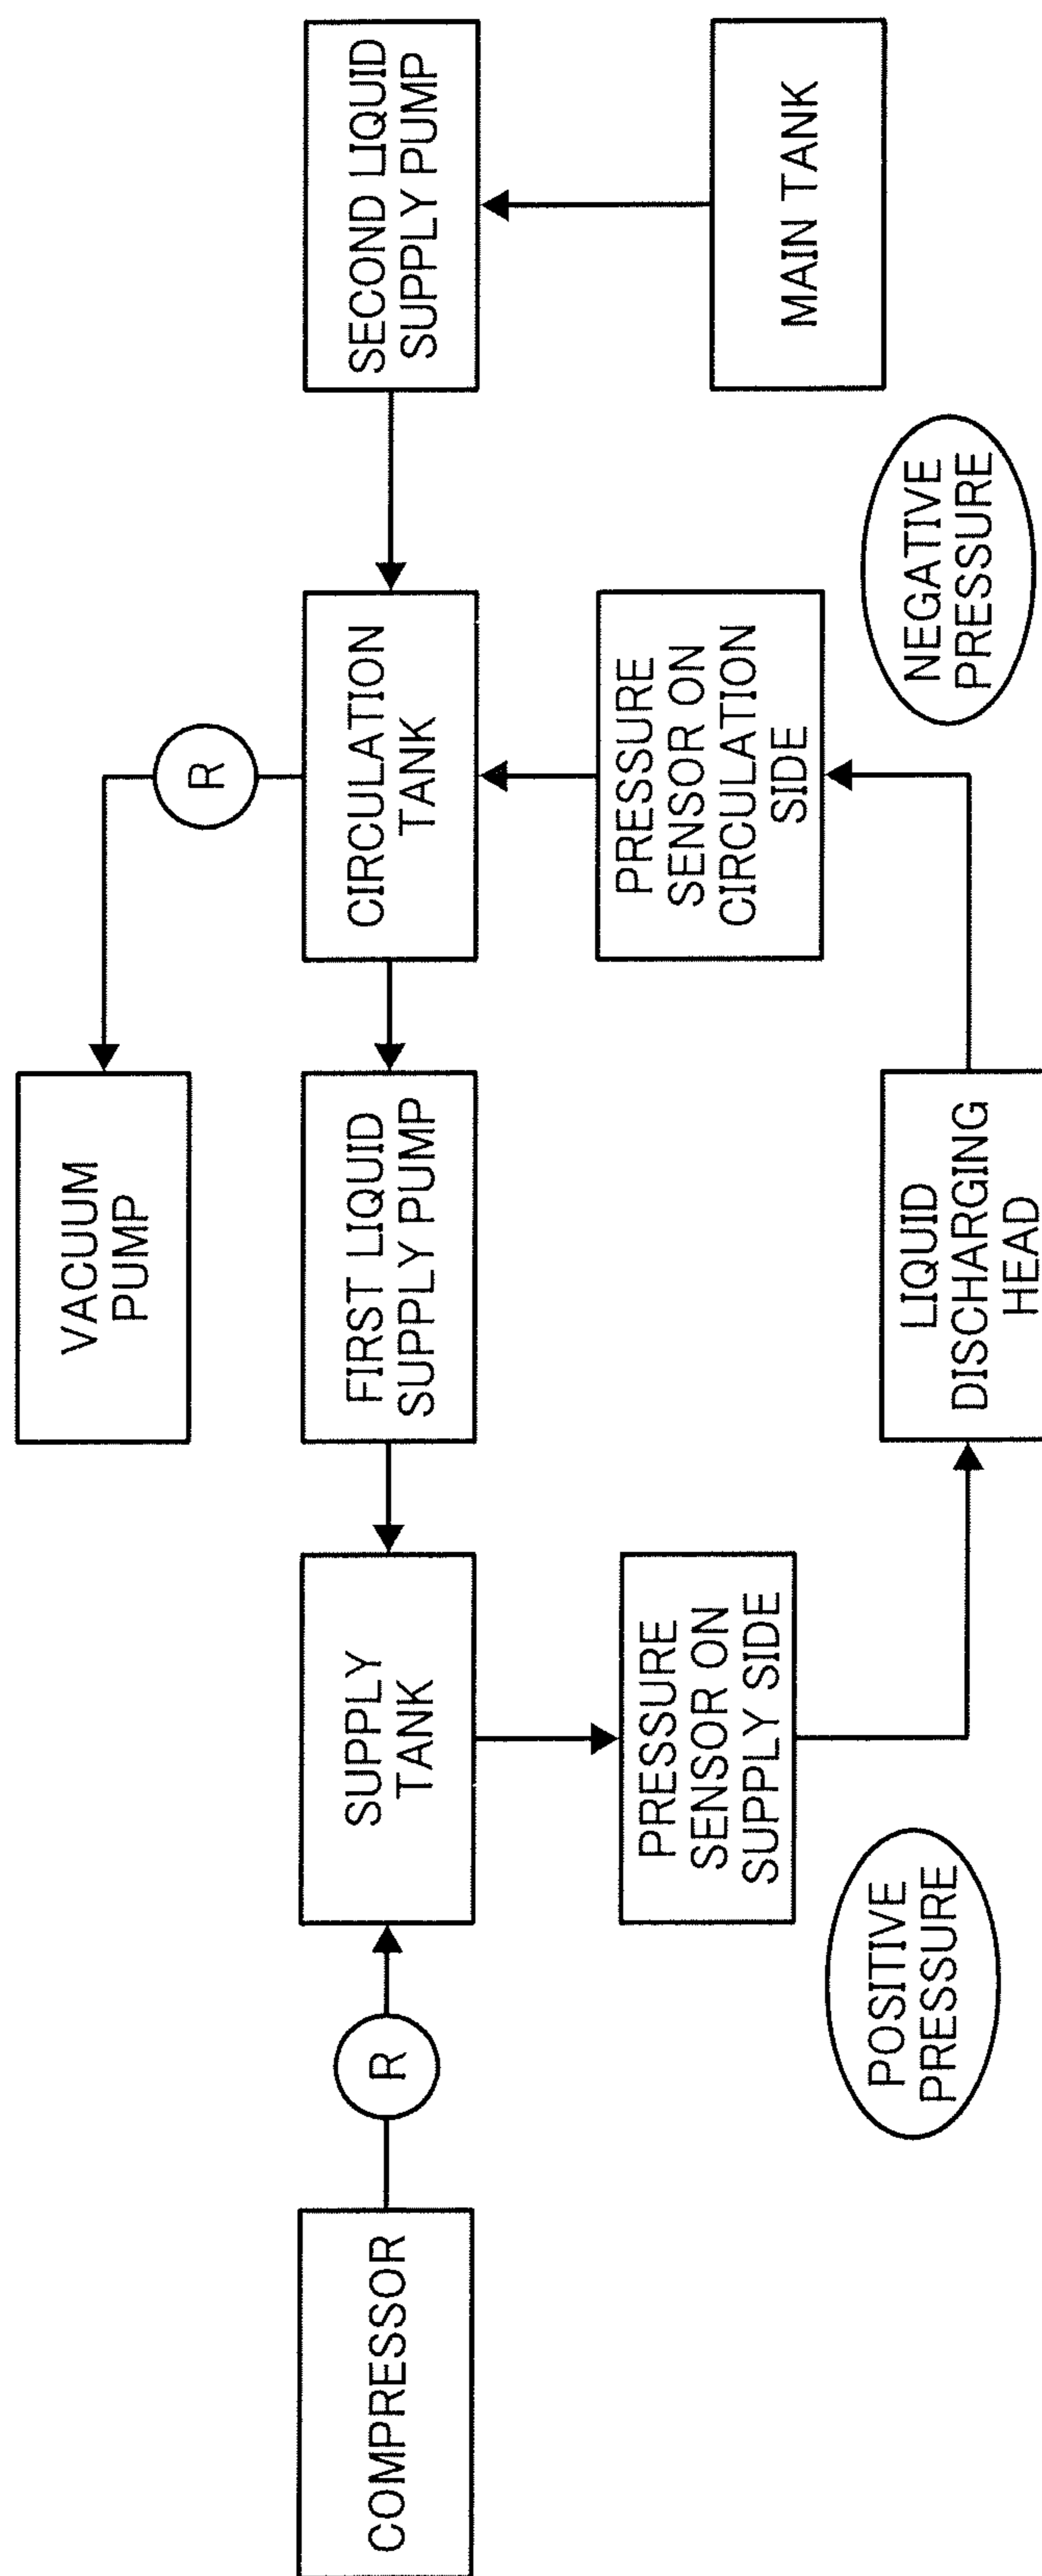 VACUUM
PUMP
R
COMPRESSOR
R
SUPPLY
TANK
FIRST LIQUID
SUPPLY PUMP
CIRCULATION
TANK
SECOND LIQUID
SUPPLY PUMP
PRESSURE
SENSOR ON
SUPPLY SIDE
PRESSURE
SENSOR ON
CIRCULATION
SIDE
MAIN TANK
POSITIVE
PRESSURE
LIQUID
DISCHARGING
HEAD
NEGATIVE
PRESSURE